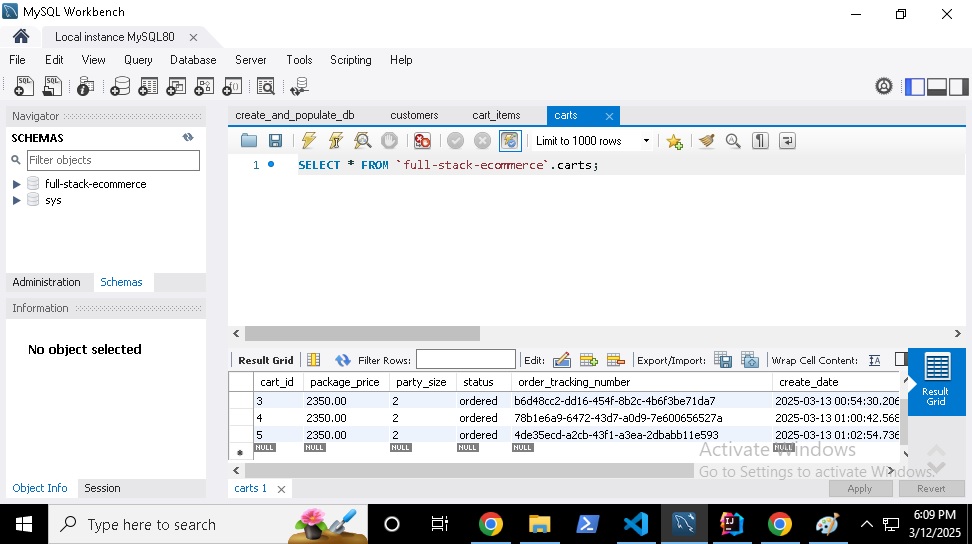 MySQL Workbench
Local instance MySQL80
File Edit View Query Database Server Tools Scripting Help
Navigator
SCHEMAS
Filter objects
full-stack-ecommerce
sys
Administration Schemas
Information
No object selected
Object Info Session
create_and_populate_db customers cart_items carts
Limit to 1000 rows
1 SELECT * FROM `full-stack-ecommerce`.carts;
Result Grid Filter Rows: Edit: Export/Import: Wrap Cell Content:
cart_id package_price party_size status order_tracking_number create_date
3 2350.00 2 ordered b6d48cc2-dd16-454f-8b2c-4b6f3be71da7 2025-03-13 00:54:30.206
4 2350.00 2 ordered 78b1e6a9-6472-43d7-a0d9-7e600656527a 2025-03-13 01:00:42.568
5 2350.00 2 ordered 4de35ecd-a2cb-43f1-a3ea-2dbabb11e593 2025-03-13 01:02:54.736
NULL NULL NULL NULL NULL NULL
Result
Grid
Activate Windows
Go to Settings to activate Windows.
carts 1
Apply Revert
Type here to search
6:09 PM
3/12/2025